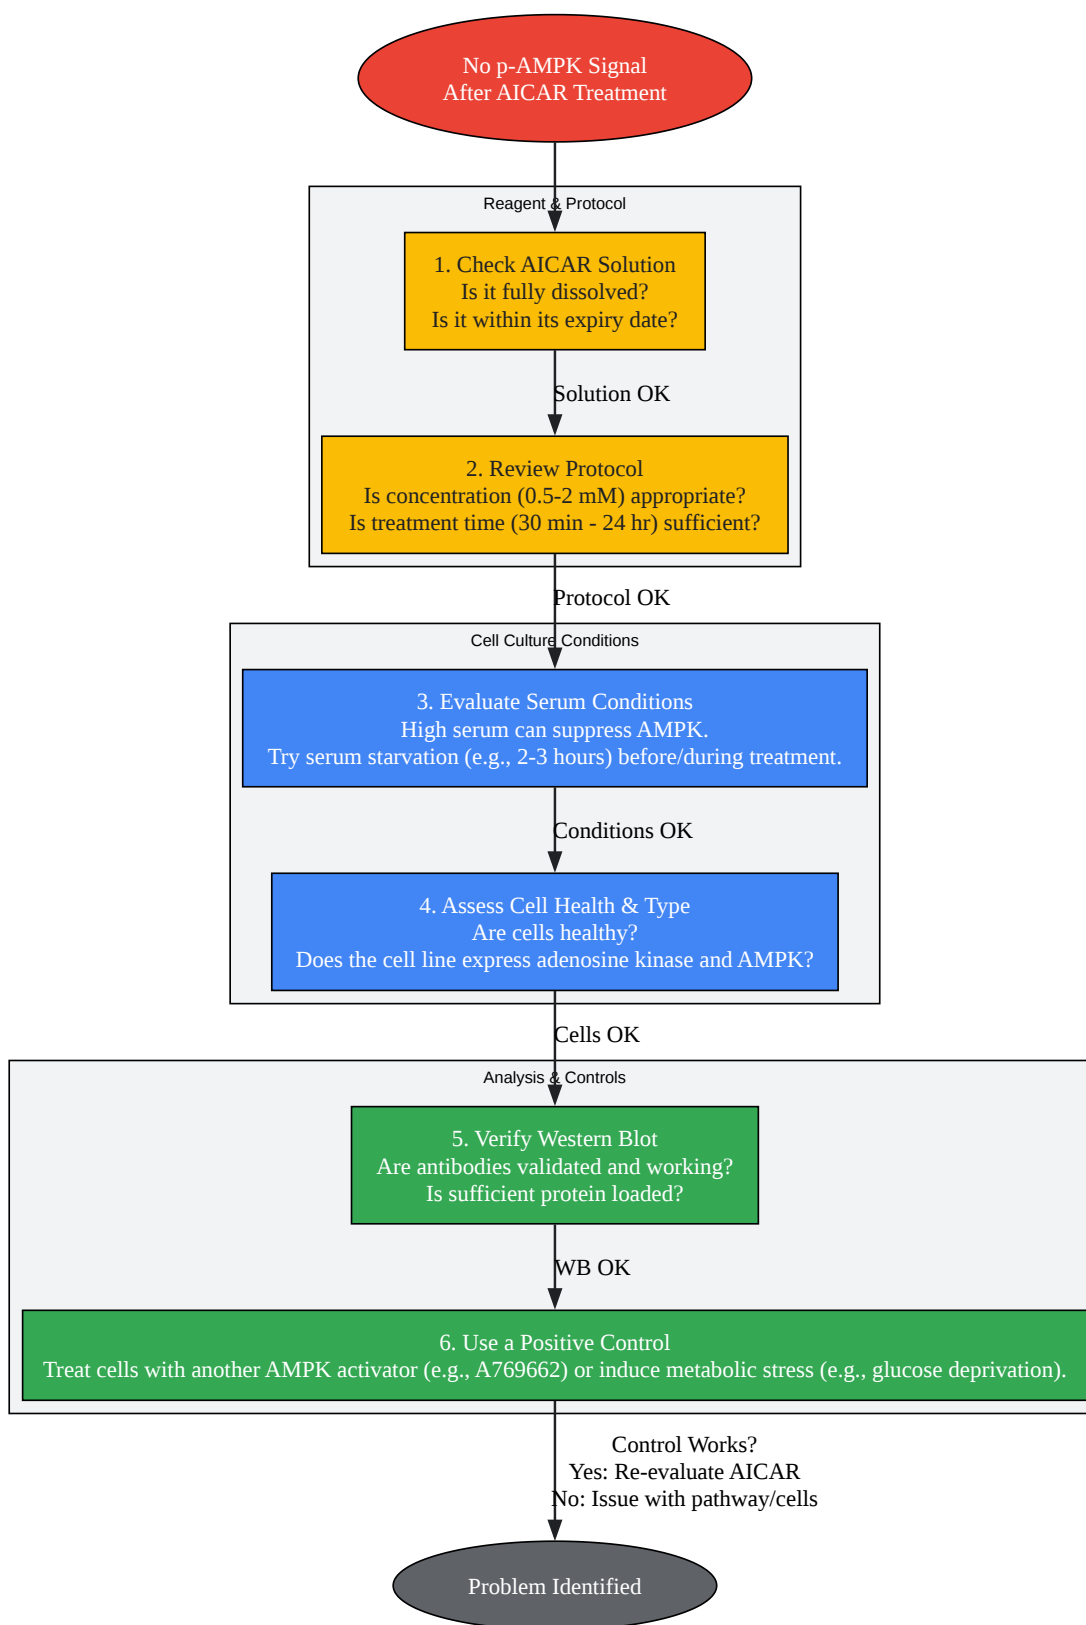 No p-AMPK Signal
After AICAR Treatment
Reagent & Protocol
1. Check AICAR Solution
Is it fully dissolved?
Is it within its expiry date?
Solution OK
2. Review Protocol
Is concentration (0.5-2 mM) appropriate?
Is treatment time (30 min - 24 hr) sufficient?
Protocol OK
Cell Culture Conditions
3. Evaluate Serum Conditions
High serum can suppress AMPK.
Try serum starvation (e.g., 2-3 hours) before/during treatment.
Conditions OK
4. Assess Cell Health & Type
Are cells healthy?
Does the cell line express adenosine kinase and AMPK?
Cells OK
Analysis & Controls
5. Verify Western Blot
Are antibodies validated and working?
Is sufficient protein loaded?
WB OK
6. Use a Positive Control
Treat cells with another AMPK activator (e.g., A769662) or induce metabolic stress (e.g., glucose deprivation).
Control Works?
Yes: Re-evaluate AICAR
No: Issue with pathway/cells
Problem Identified